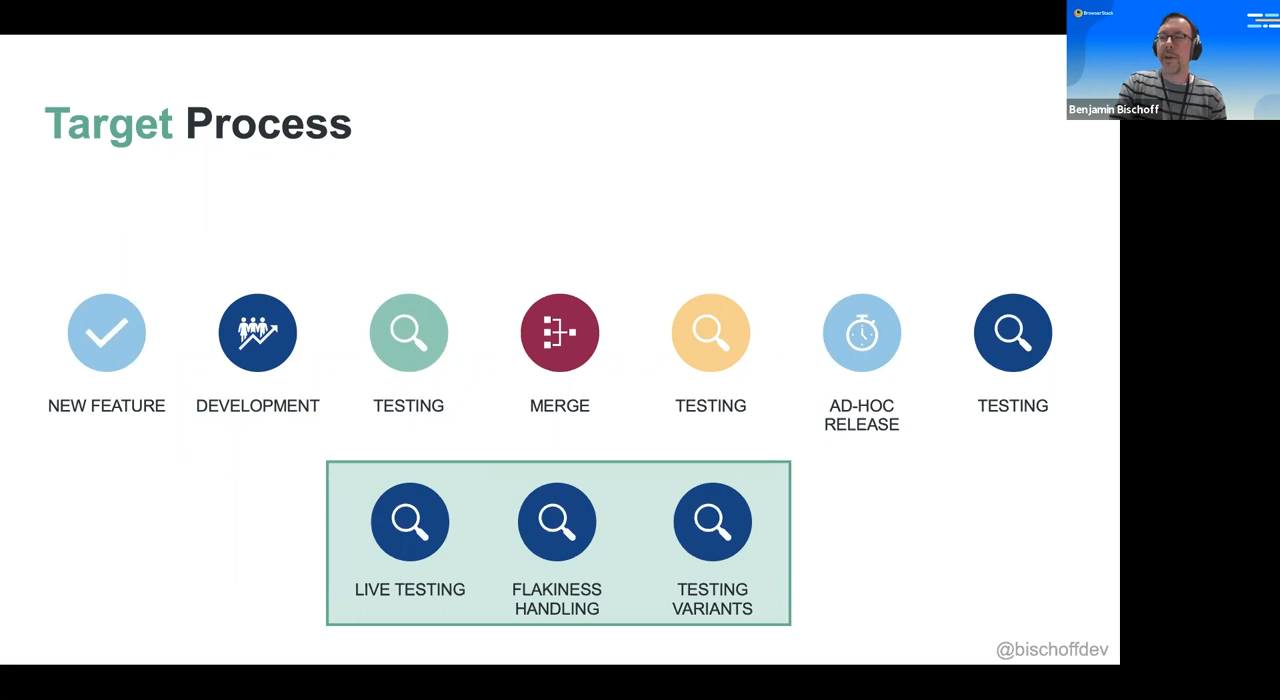 BrowserStack
Benjamin Bischoff
Target Process
NEW FEATURE
DEVELOPMENT
TESTING
MERGE
TESTING
AD-HOC
RELEASE
TESTING
LIVE TESTING
FLAKINESS
HANDLING
TESTING
VARIANTS
@bischoffdev